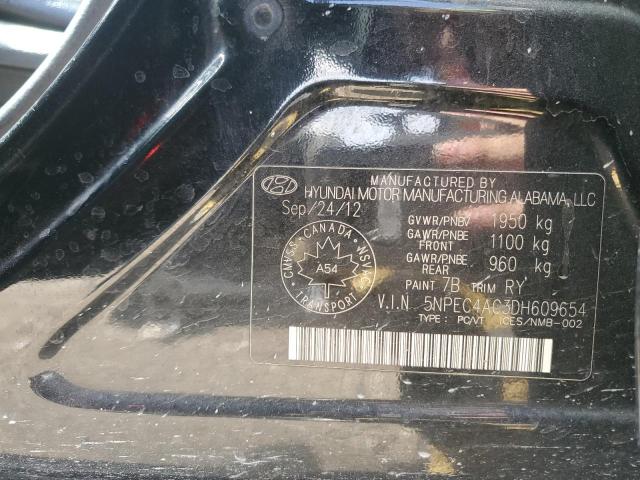 MANUFACTURED BY
HYUNDAI MOTOR MANUFACTURING ALABAMA, LLC
Sep/24/12
GVWR/PNBV 1950 kg
GAWR/PNBE FRONT 1100 kg
GAWR/PNBE REAR 960 kg
PAINT 7B TRIM RY
CANADA
CMVSS
NSVAC
A54
TRANSPORT
V.I.N 5NPEC4AC3DH609654
TYPE : PC/VT ICES/NMB-002